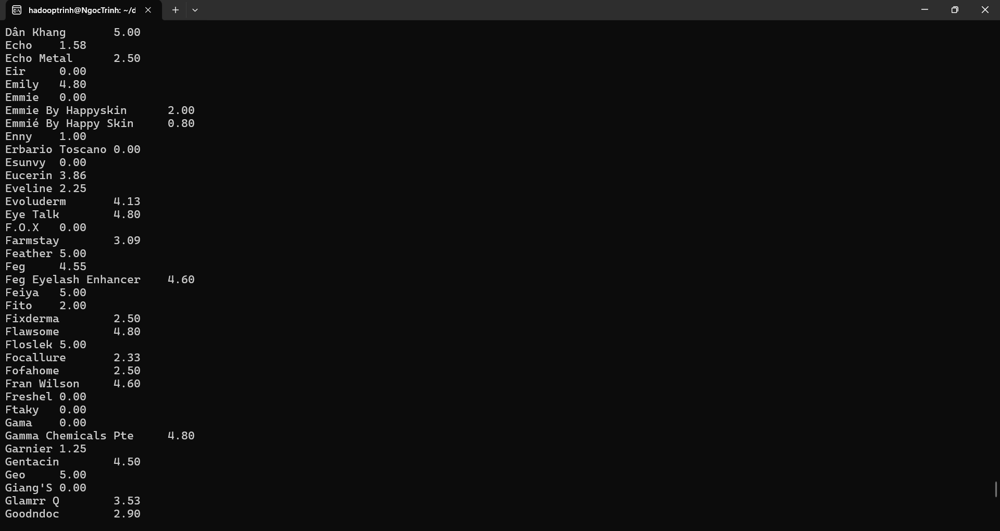 hadooptrinh@NgocTrinh: ~/d
Dân Khang 5.00
Echo 1.58
Echo Metal 2.50
Eir 0.00
Emily 4.80
Emmie 0.00
Emmie By Happyskin 2.00
Emmié By Happy Skin 0.80
Enny 1.00
Erbario Toscano 0.00
Esunvy 0.00
Eucerin 3.86
Eveline 2.25
Evoluderm 4.13
Eye Talk 4.80
F.O.X 0.00
Farmstay 3.09
Feather 5.00
Feg 4.55
Feg Eyelash Enhancer 4.60
Feiya 5.00
Fito 2.00
Fixderma 2.50
Flawsome 4.80
Floslek 5.00
Focallure 2.33
Fofahome 2.50
Fran Wilson 4.60
Freshel 0.00
Ftaky 0.00
Gama 0.00
Gamma Chemicals Pte 4.80
Garnier 1.25
Gentacin 4.50
Geo 5.00
Giang'S 0.00
Glamrr Q 3.53
Goodndoc 2.90